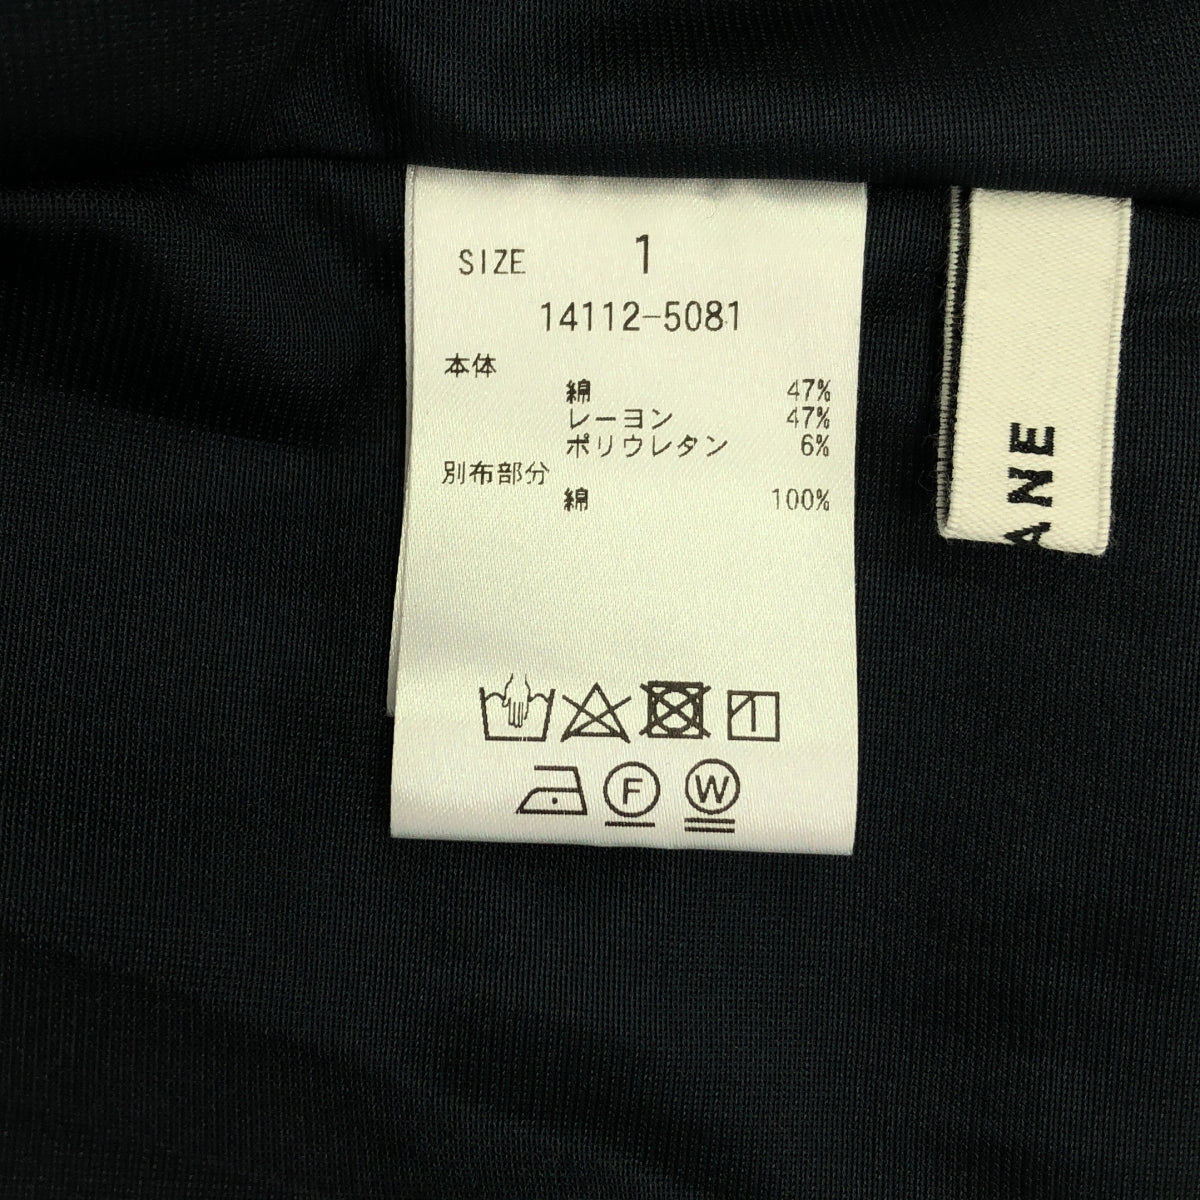 SIZE 1
14112-5081
本体
綿 47%
レーヨン 47%
ポリウレタン 6%
別布部分
綿 100%
F W
ANE